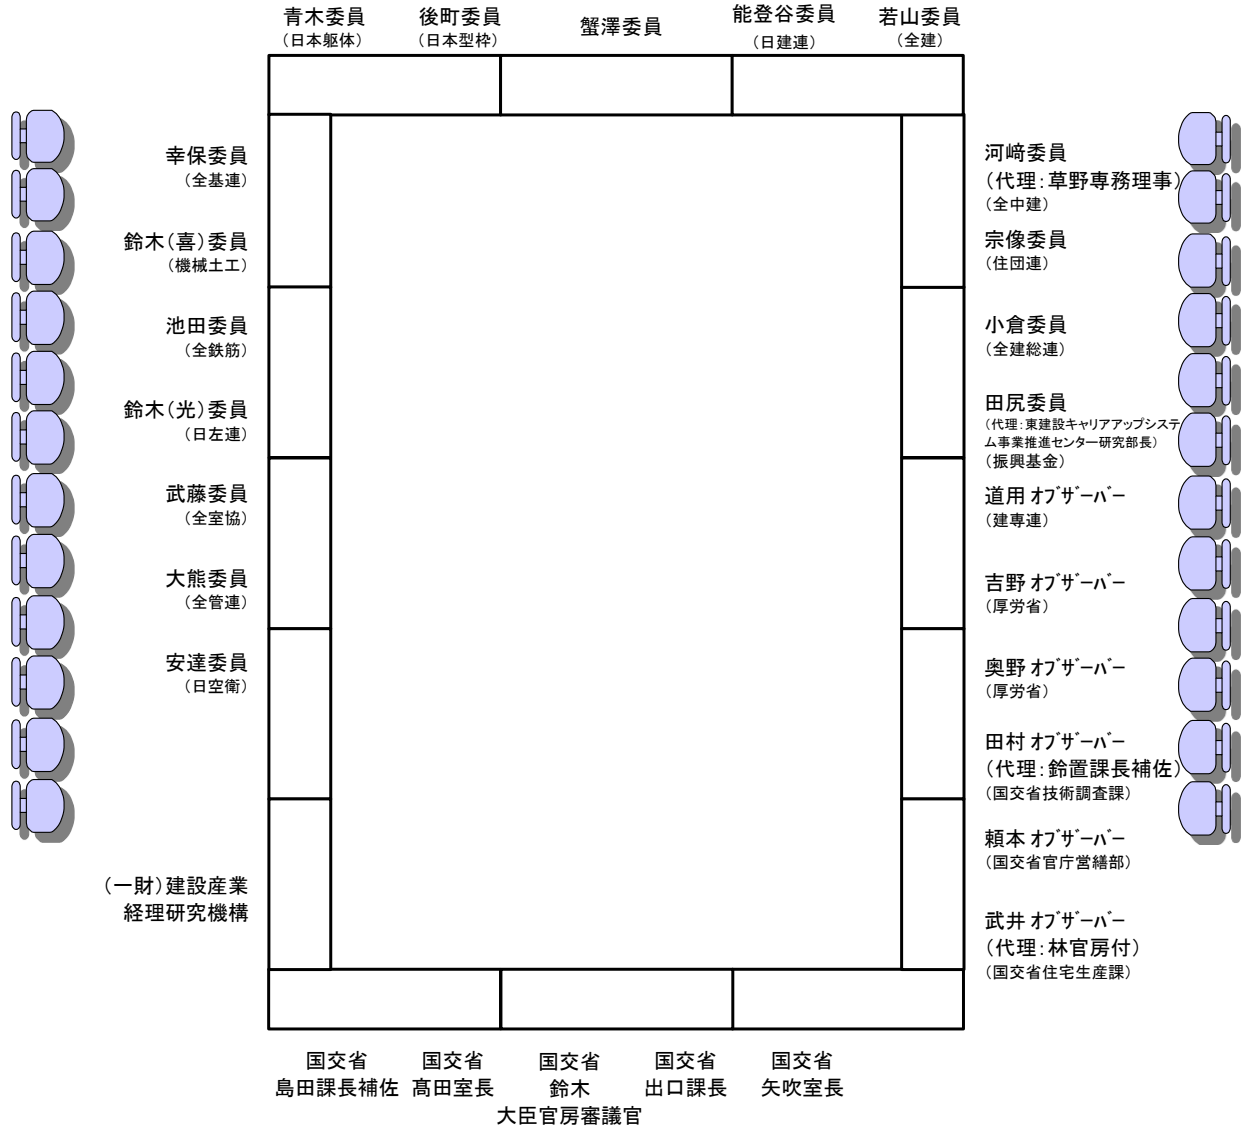 青木委員
(日本躯体)
後町委員
(日本型枠)
蟹澤委員
能登谷委員
(日建連)
若山委員
(全建)
幸保委員
(全基連)
鈴木(喜)委員
(機械土工)
池田委員
(全鉄筋)
鈴木(光)委員
(日左連)
武藤委員
(全室協)
大熊委員
(全管連)
安達委員
(日空衛)
(一財)建設産業
経理研究機構
河﨑委員
(代理:草野専務理事)
(全中建)
宗像委員
(住団連)
小倉委員
(全建総連)
田尻委員
(代理:東建設キャリアアップシステ
ム事業推進センター研究部長)
(振興基金)
道用 オブザーバー
(建専連)
吉野 オブザーバー
(厚労省)
奥野 オブザーバー
(厚労省)
田村 オブザーバー
(代理:鈴置課長補佐)
(国交省技術調査課)
頼本 オブザーバー
(国交省官庁営繕部)
武井 オブザーバー
(代理:林官房付)
(国交省住宅生産課)
国交省
島田課長補佐
国交省
髙田室長
国交省
鈴木
大臣官房審議官
国交省
出口課長
国交省
矢吹室長